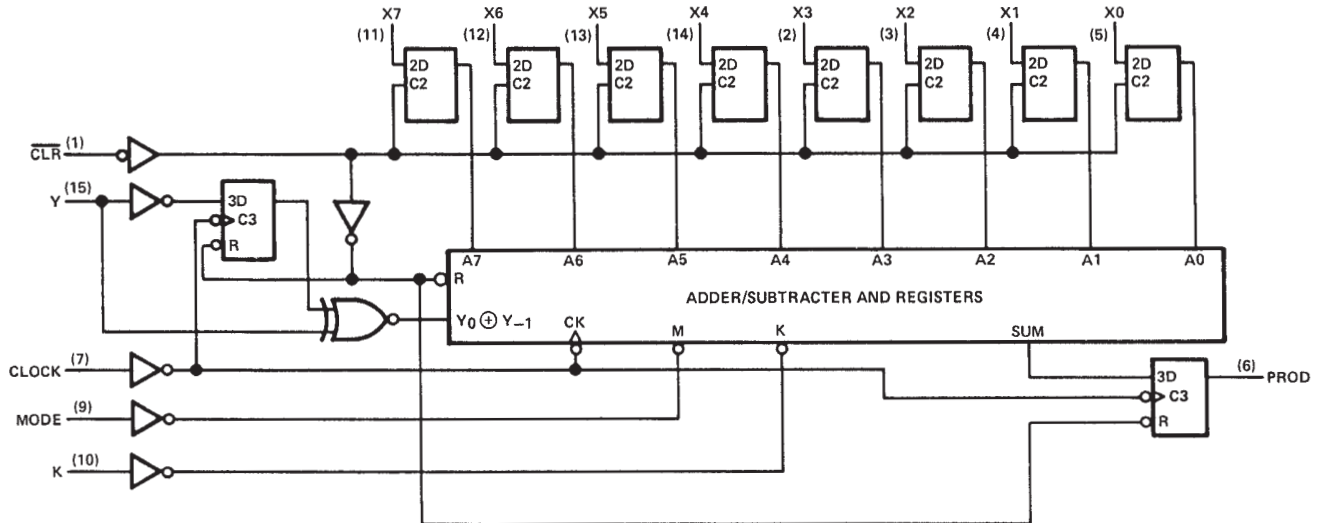 X7 X6 X5 X4 X3 X2 X1 X0
(11) (12) (13) (14) (2) (3) (4) (5)
2D 2D 2D 2D 2D 2D 2D 2D
C2 C2 C2 C2 C2 C2 C2 C2
CLR (1)
Y (15)
3D
C3
R
A7 A6 A5 A4 A3 A2 A1 A0
R
ADDER/SUBTRACTER AND REGISTERS
Y0 ⊕ Y−1
CK M K SUM
CLOCK (7)
3D (6) PROD
C3
MODE (9)
R
K (10)